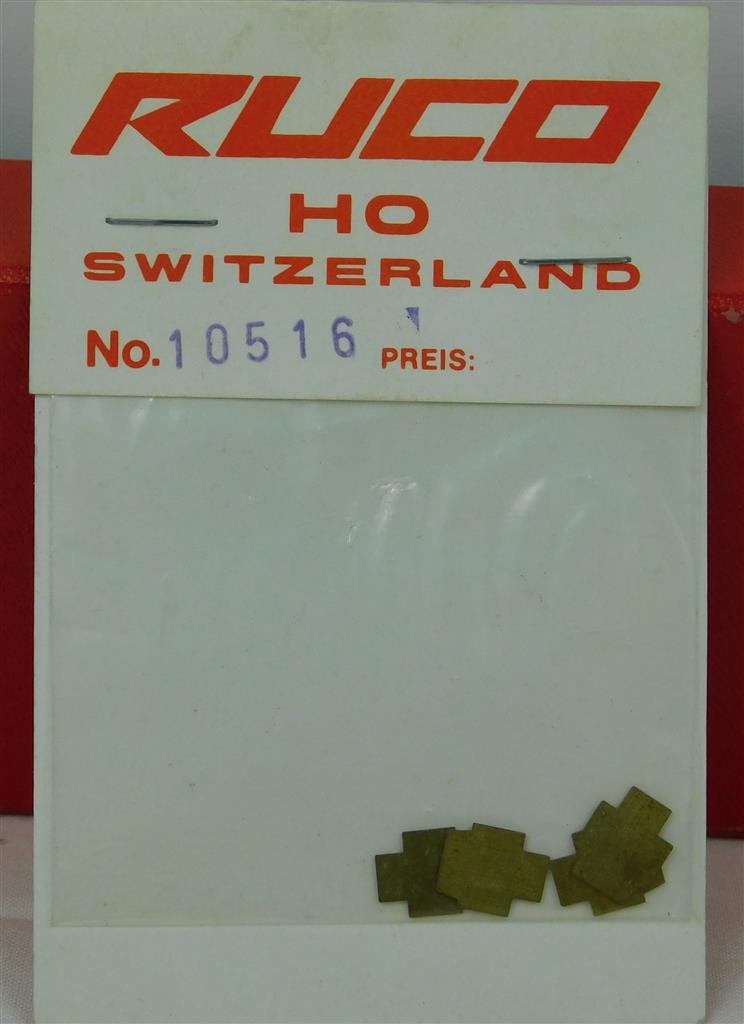 RUCO
HO
SWITZERLAND
No. 10516 PREIS: